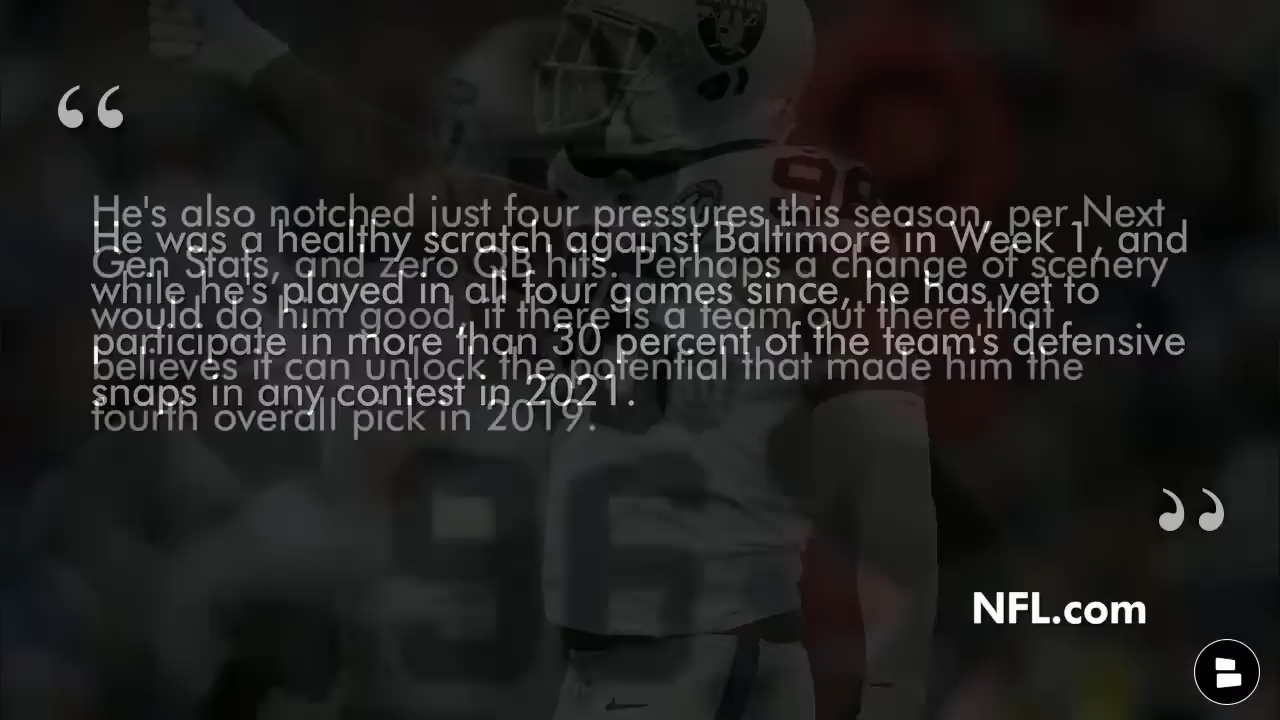 “
He's also notched just four pressures this season, per Next
He was a healthy scratch against Baltimore in Week 1, and
Gen Stats, and zero QB hits. Perhaps a change of scenery
while he's played in all four games since, he has yet to
would do him good, if there is a team out there that
participate in more than 30 percent of the team's defensive
believes it can unlock the potential that made him the
snaps in any contest in 2021.
fourth overall pick in 2019.
”
NFL.com
96